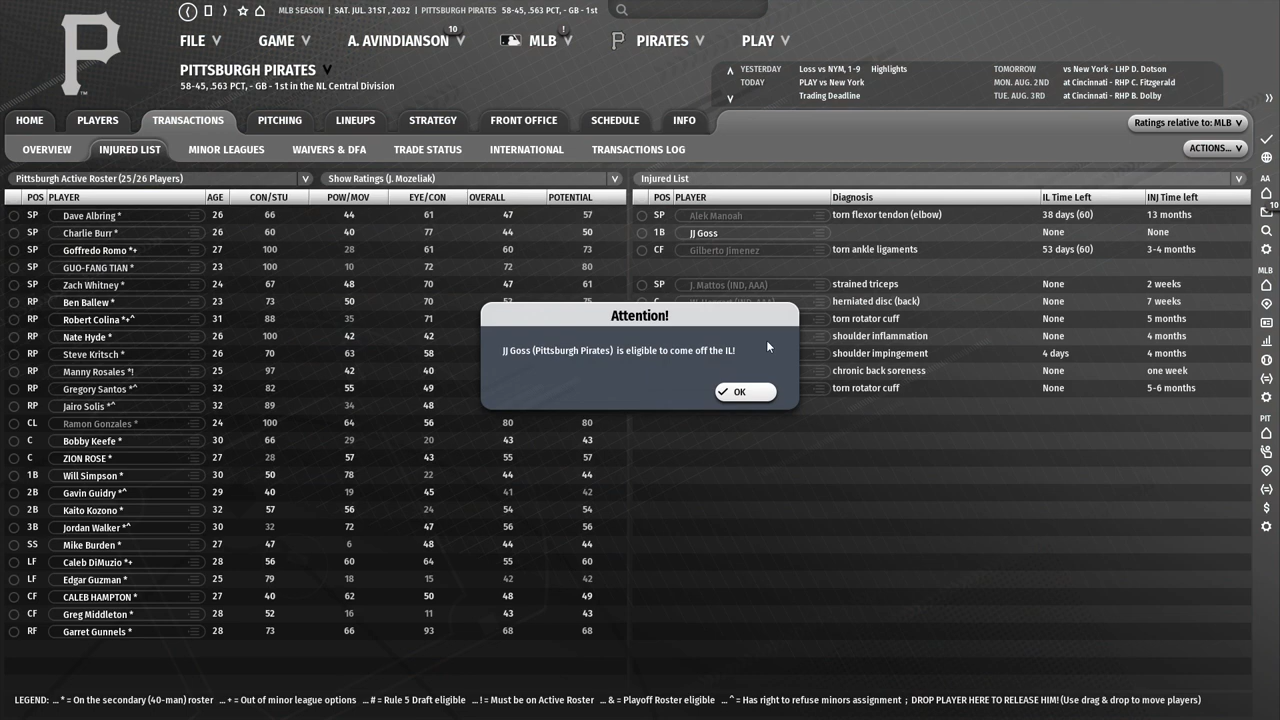 MLB SEASON | SAT. JUL. 31ST , 2032 | PITTSBURGH PIRATES 58-45, .563 PCT, - GB - 1st
FILE GAME A. AVINDIANSON 10 MLB ! PIRATES PLAY
PITTSBURGH PIRATES
58-45, .563 PCT, - GB - 1st in the NL Central Division
YESTERDAY Loss vs NYM, 1-9 Highlights TOMORROW vs New York - LHP D. Dotson
TODAY PLAY vs New York MON. AUG. 2ND at Cincinnati - RHP C. Fitzgerald
Trading Deadline TUE. AUG. 3RD at Cincinnati - RHP B. Dolby
HOME PLAYERS TRANSACTIONS PITCHING LINEUPS STRATEGY FRONT OFFICE SCHEDULE INFO
Ratings relative to: MLB
OVERVIEW INJURED LIST MINOR LEAGUES WAIVERS & DFA TRADE STATUS INTERNATIONAL TRANSACTIONS LOG
ACTIONS...
Pittsburgh Active Roster (25/26 Players) Show Ratings (J. Mozeliak) Injured List
POS PLAYER AGE CON/STU POW/MOV EYE/CON OVERALL POTENTIAL
SP Dave Albring * 26 66 44 61 47 57
SP Charlie Burr * 26 60 40 77 44 50
SP Goffredo Romo *+ 27 100 28 61 60 73
SP GUO-FANG TIAN * 23 100 10 72 72 80
SP Zach Whitney * 24 67 48 70 47 61
RP Ben Ballew * 23 73 50 70
RP Robert Colina *+^ 31 88 35 71
RP Nate Hyde * 26 100 42 42
RP Steve Kritsch * 26 70 63 58
RP Manny Rosales *! 25 97 42 40
RP Gregory Santos *^ 32 82 55 49
RP Jairo Solis *^ 32 89 34 48
CL Ramon Gonzales * 24 100 64 56 80 80
C Bobby Keefe * 30 66 29 20 43 43
C ZION ROSE * 27 28 57 43 55 57
1B Will Simpson * 30 50 78 22 44 44
2B Gavin Guidry *^ 29 40 19 45 41 42
2B Kaito Kozono * 32 57 56 24 54 54
3B Jordan Walker *^ 30 32 72 47 56 56
SS Mike Burden * 27 47 6 48 44 44
LF Caleb DiMuzio *+ 28 56 60 64 55 60
LF Edgar Guzman * 25 79 18 15 42 42
CF CALEB HAMPTON * 27 40 62 50 48 49
CF Greg Middleton * 28 52 16 11 43 43
RF Garret Gunnels * 28 73 66 93 68 68
POS PLAYER Diagnosis IL Time Left INJ Time left
SP Alek Manoah torn flexor tendon (elbow) 38 days (60) 13 months
1B JJ Goss None None
CF Gilberto Jimenez torn ankle ligaments 53 days (60) 3-4 months
SP J. Mattos (IND, AAA) strained triceps None 2 weeks
C herniated disc (back) None 7 weeks
torn rotator cuff None 5 months
shoulder inflammation None 4 months
shoulder impingement 4 days 4 months
chronic back soreness None one week
torn rotator cuff None 5-6 months
Attention!
JJ Goss (Pittsburgh Pirates) is eligible to come off the IL!
OK
AA
10
MLB
PIT
LEGEND: ... * = On the secondary (40-man) roster ... + = Out of minor league options ... # = Rule 5 Draft eligible ... ! = Must be on Active Roster ... & = Playoff Roster eligible ... ^ = Has right to refuse minors assignment ; DROP PLAYER HERE TO RELEASE HIM! (Use drag & drop to move players)